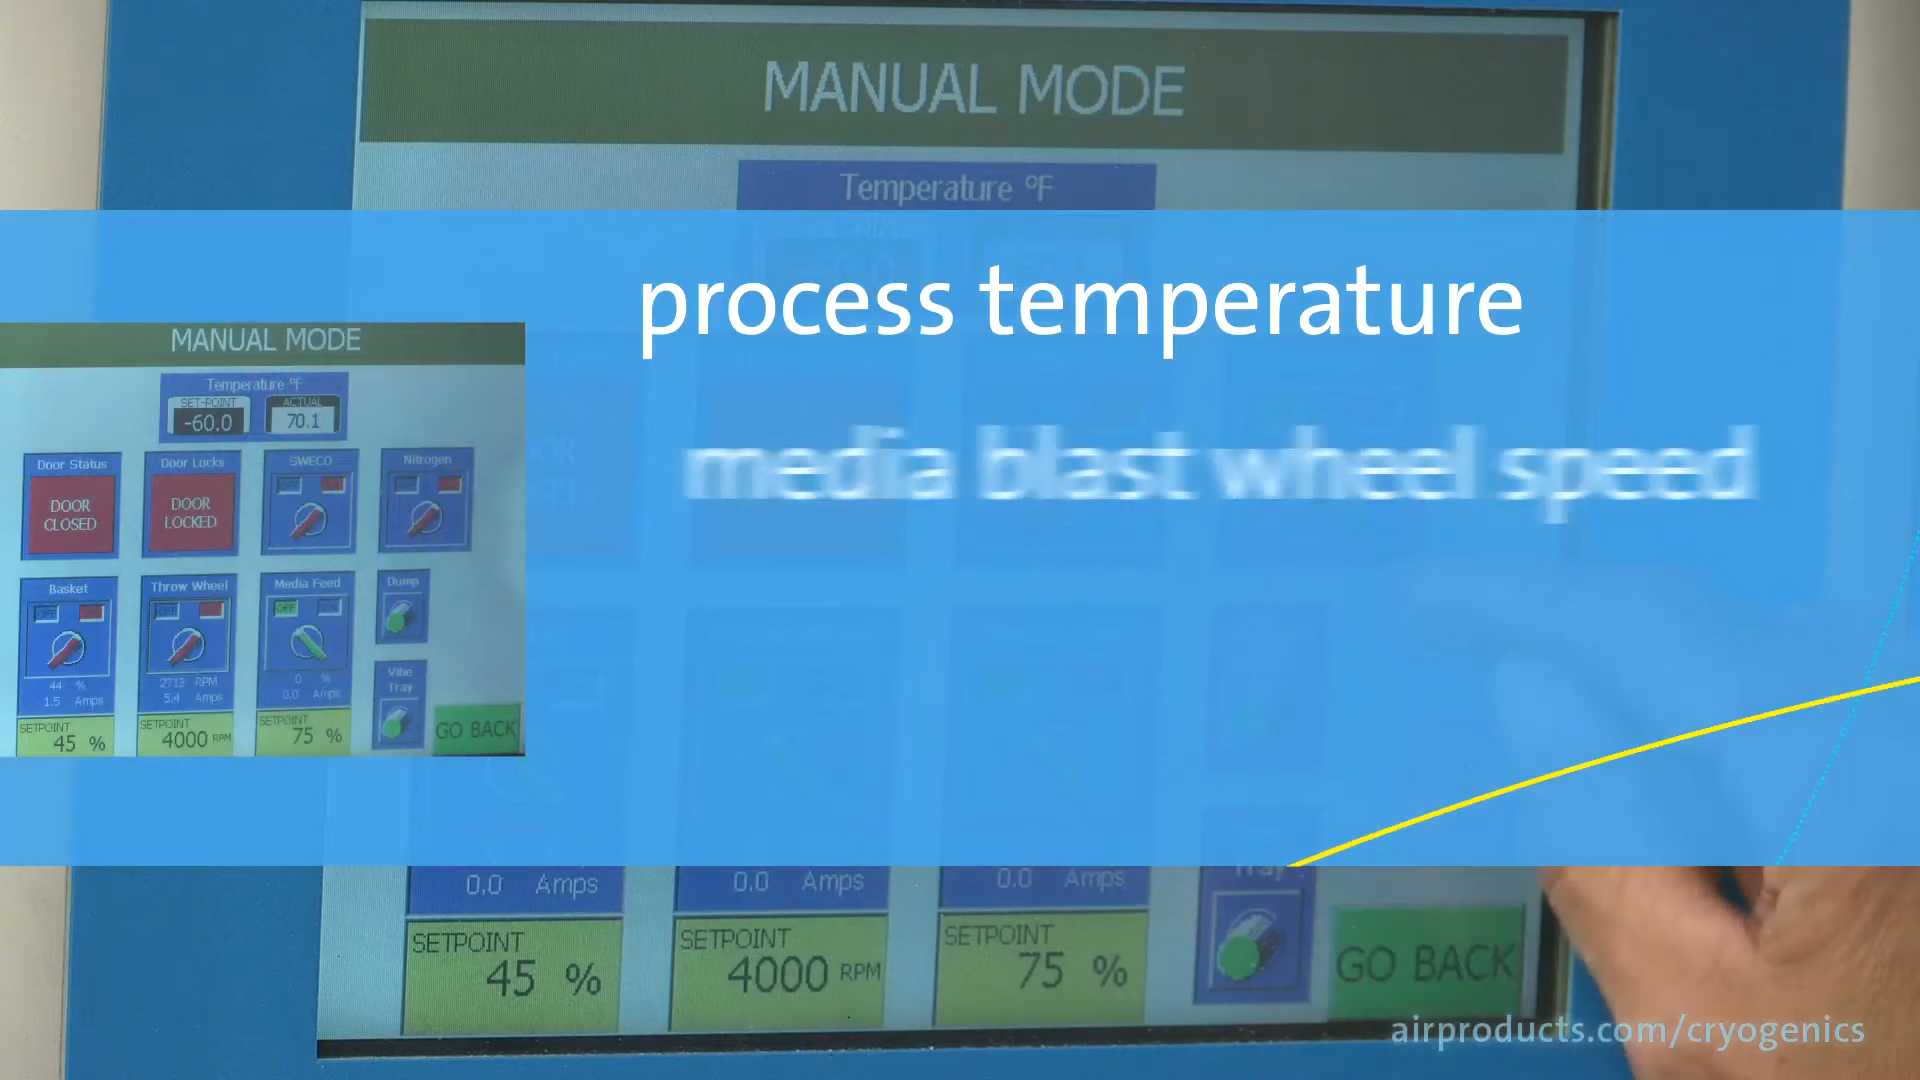 MANUAL MODE
Temperature °F
process temperature
media blast wheel speed
MANUAL MODE
Temperature °F
SET-POINT ACTUAL
-60.0 70.1
Door Status Door Locks SWECO Nitrogen
DOOR CLOSED
DOOR LOCKED
Basket Throw Wheel Media Feed Dump
OFF OFF OFF
44 % 2713 RPM 0 %
1.5 Amps 5.4 Amps 0.0 Amps
Vibe Tray
SETPOINT SETPOINT SETPOINT
45 % 4000 RPM 75 % GO BACK
0.0 Amps 0.0 Amps 0.0 Amps Tray
SETPOINT SETPOINT SETPOINT
45 % 4000 RPM 75 % GO BACK
airproducts.com/cryogenics